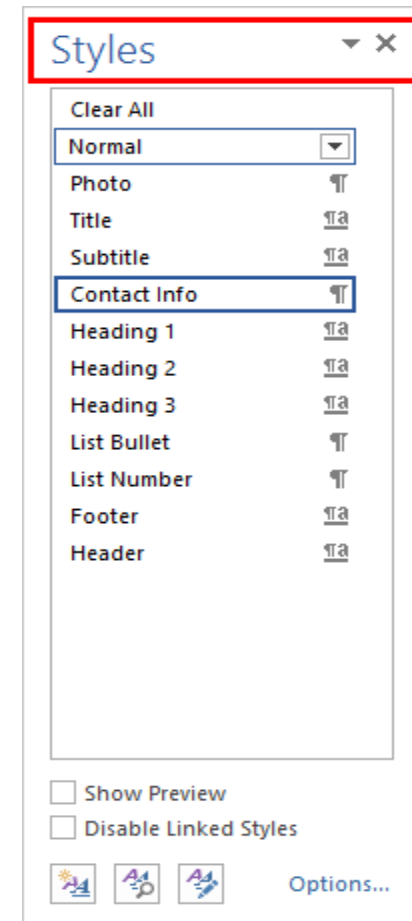 Styles
Clear All
Normal
Photo ¶
Title ¶a
Subtitle ¶a
Contact Info ¶
Heading 1 ¶a
Heading 2 ¶a
Heading 3 ¶a
List Bullet ¶
List Number ¶
Footer ¶a
Header ¶a
Show Preview
Disable Linked Styles
Options...